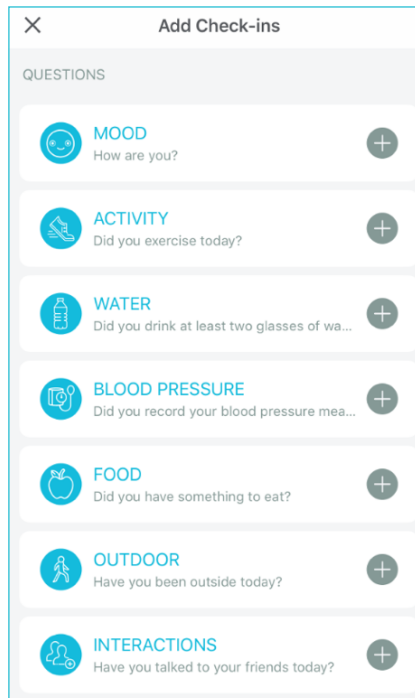 Add Check-ins
QUESTIONS
MOOD
How are you?
ACTIVITY
Did you exercise today?
WATER
Did you drink at least two glasses of wa...
BLOOD PRESSURE
Did you record your blood pressure mea...
FOOD
Did you have something to eat?
OUTDOOR
Have you been outside today?
INTERACTIONS
Have you talked to your friends today?